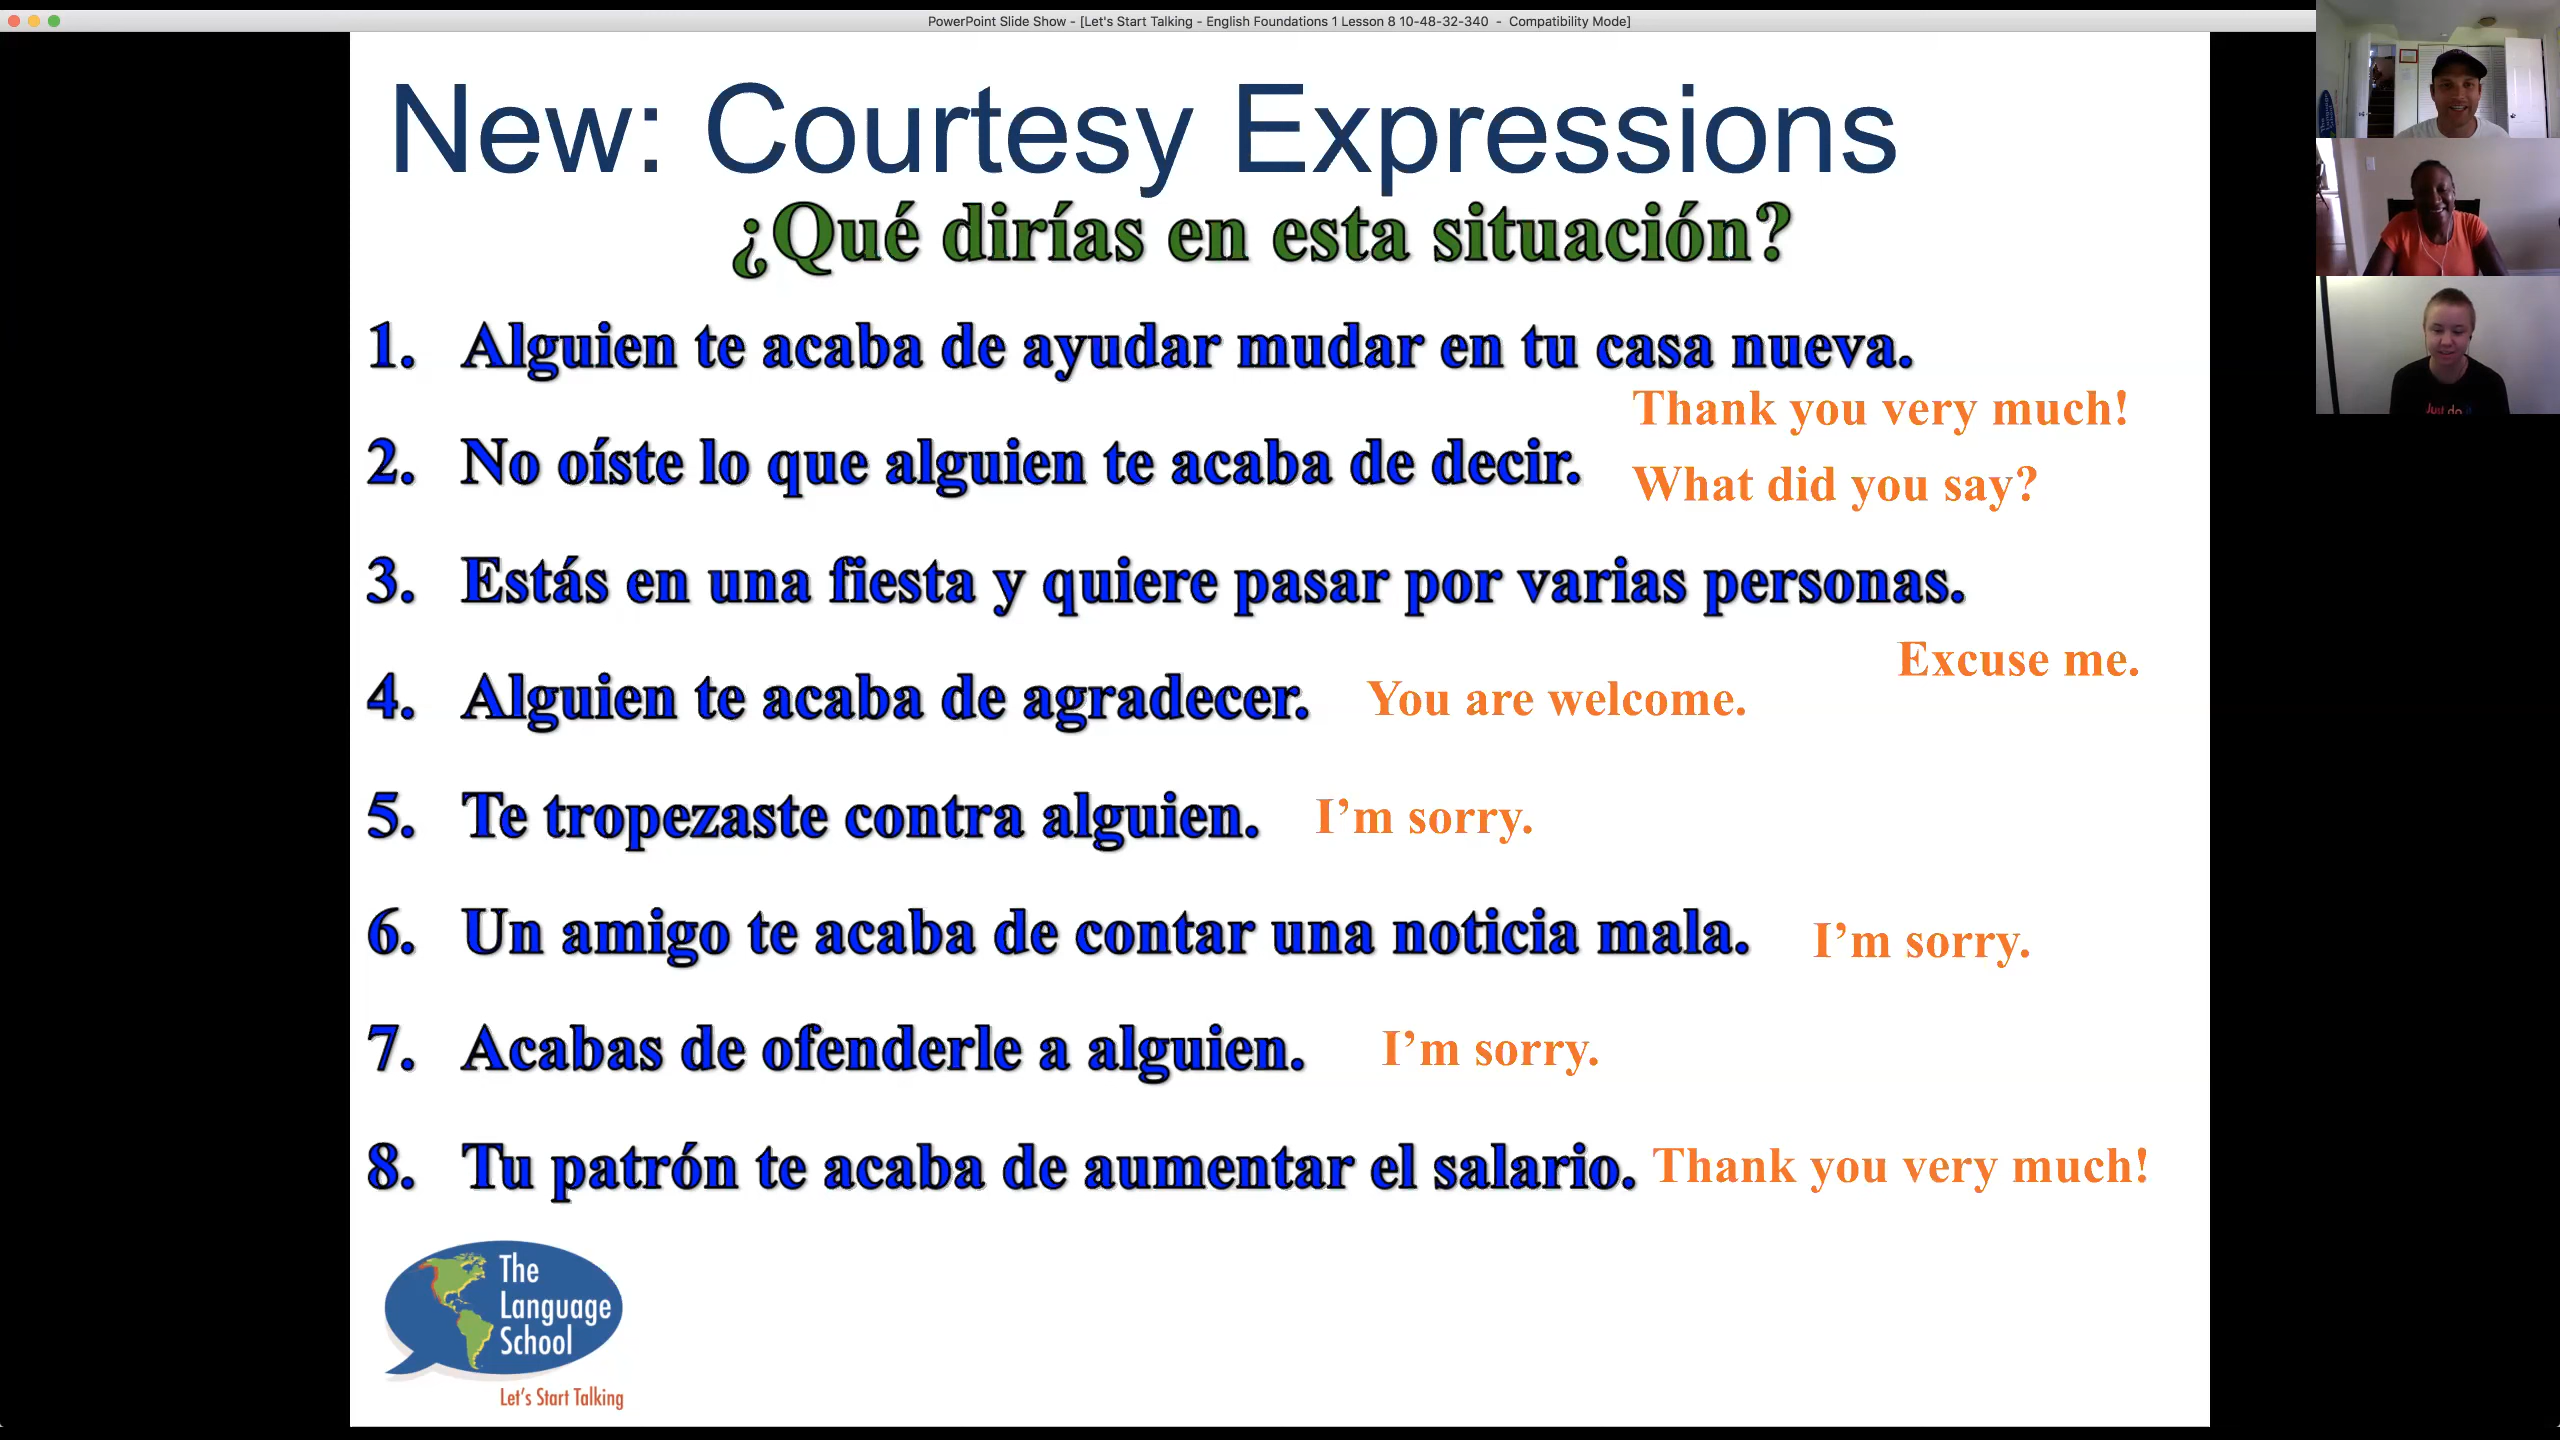 PowerPoint Slide Show - [Let's Start Talking - English Foundations 1 Lesson 8 10-48-32-340 - Compatibility Mode]
New: Courtesy Expressions
¿Qué dirías en esta situación?
1. Alguien te acaba de ayudar mudar en tu casa nueva.
Thank you very much!
2. No oíste lo que alguien te acaba de decir.
What did you say?
3. Estás en una fiesta y quiere pasar por varias personas.
Excuse me.
4. Alguien te acaba de agradecer. You are welcome.
5. Te tropezaste contra alguien. I’m sorry.
6. Un amigo te acaba de contar una noticia mala. I’m sorry.
7. Acabas de ofenderle a alguien. I’m sorry.
8. Tu patrón te acaba de aumentar el salario. Thank you very much!
The
Language
School
Let’s Start Talking
The Language School
Just do